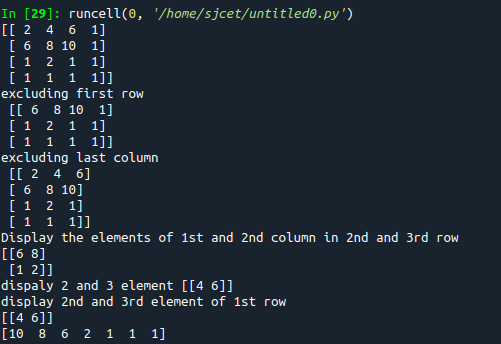 In [29]: runcell(0, '/home/sjcet/untitled0.py')
[[ 2  4  6  1]
 [ 6  8 10  1]
 [ 1  2  1  1]
 [ 1  1  1  1]]
excluding first row
 [[ 6  8 10  1]
 [ 1  2  1  1]
 [ 1  1  1  1]]
excluding last column
 [[ 2  4  6]
 [ 6  8 10]
 [ 1  2  1]
 [ 1  1  1]]
Display the elements of 1st and 2nd column in 2nd and 3rd row
[[6 8]
 [1 2]]
dispaly 2 and 3 element [[4 6]]
display 2nd and 3rd element of 1st row
[[4 6]]
[10  8  6  2  1  1  1]